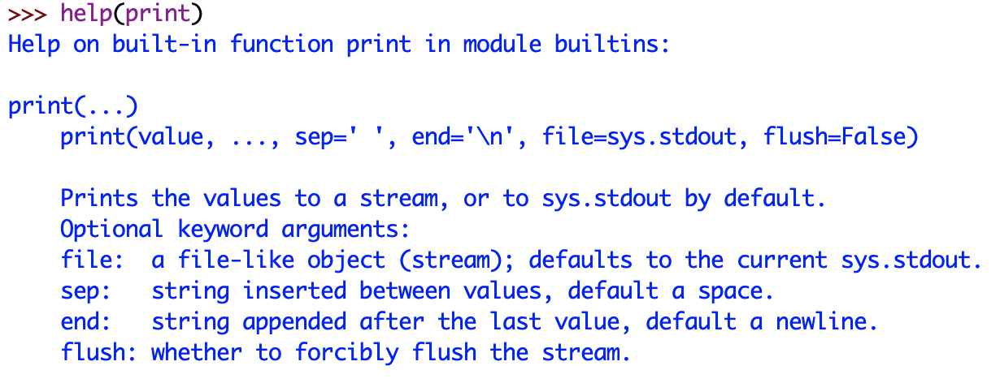 >>> help(print)
Help on built-in function print in module builtins:

print(...)
    print(value, ..., sep=' ', end='\n', file=sys.stdout, flush=False)

    Prints the values to a stream, or to sys.stdout by default.
    Optional keyword arguments:
    file:  a file-like object (stream); defaults to the current sys.stdout.
    sep:   string inserted between values, default a space.
    end:   string appended after the last value, default a newline.
    flush: whether to forcibly flush the stream.